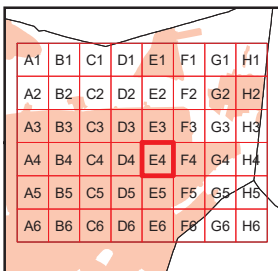 A1 B1 C1 D1 E1 F1 G1 H1
A2 B2 C2 D2 E2 F2 G2 H2
A3 B3 C3 D3 E3 F3 G3 H3
A4 B4 C4 D4 E4 F4 G4 H4
A5 B5 C5 D5 E5 F5 G5 H5
A6 B6 C6 D6 E6 F6 G6 H6